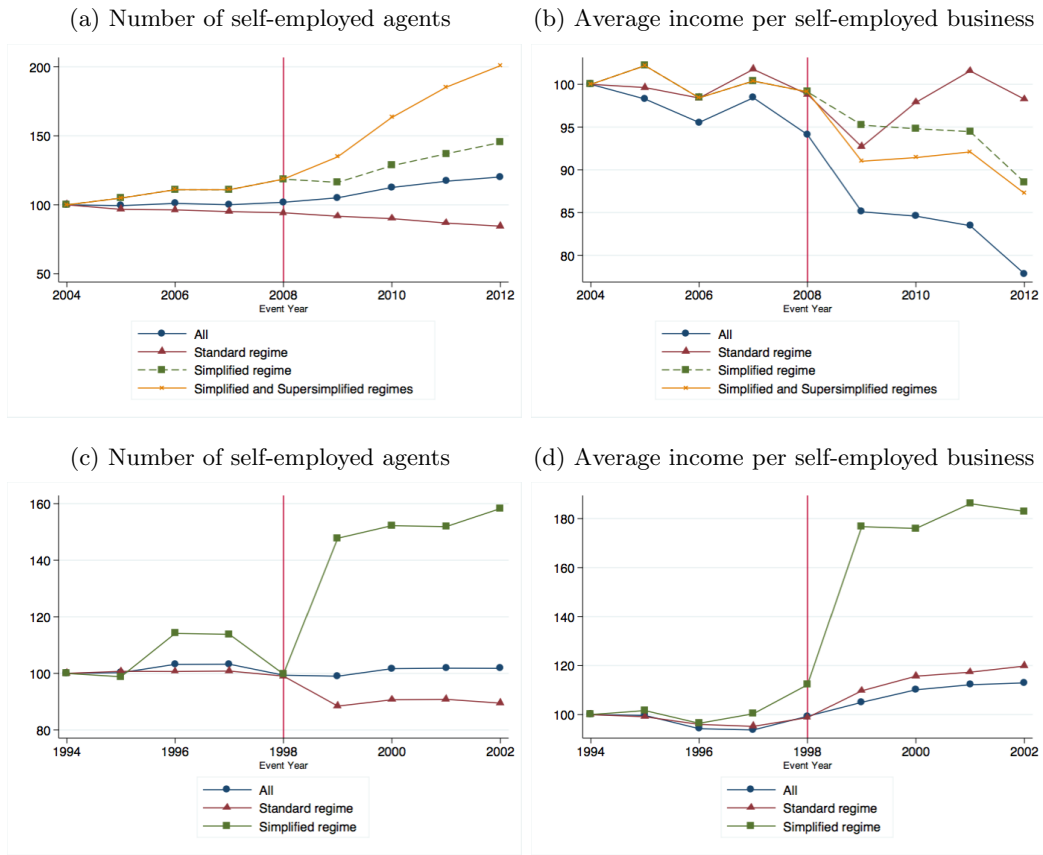 (a) Number of self-employed agents
(b) Average income per self-employed business
200
150
100
50
2004 2006 2008 2010 2012
Event Year
All
Standard regime
Simplified regime
Simplified and Supersimplified regimes
100
95
90
85
80
2004 2006 2008 2010 2012
Event Year
All
Standard regime
Simplified regime
Simplified and Supersimplified regimes
(c) Number of self-employed agents
(d) Average income per self-employed business
160
140
120
100
80
1994 1996 1998 2000 2002
Event Year
All
Standard regime
Simplified regime
180
160
140
120
100
1994 1996 1998 2000 2002
Event Year
All
Standard regime
Simplified regime